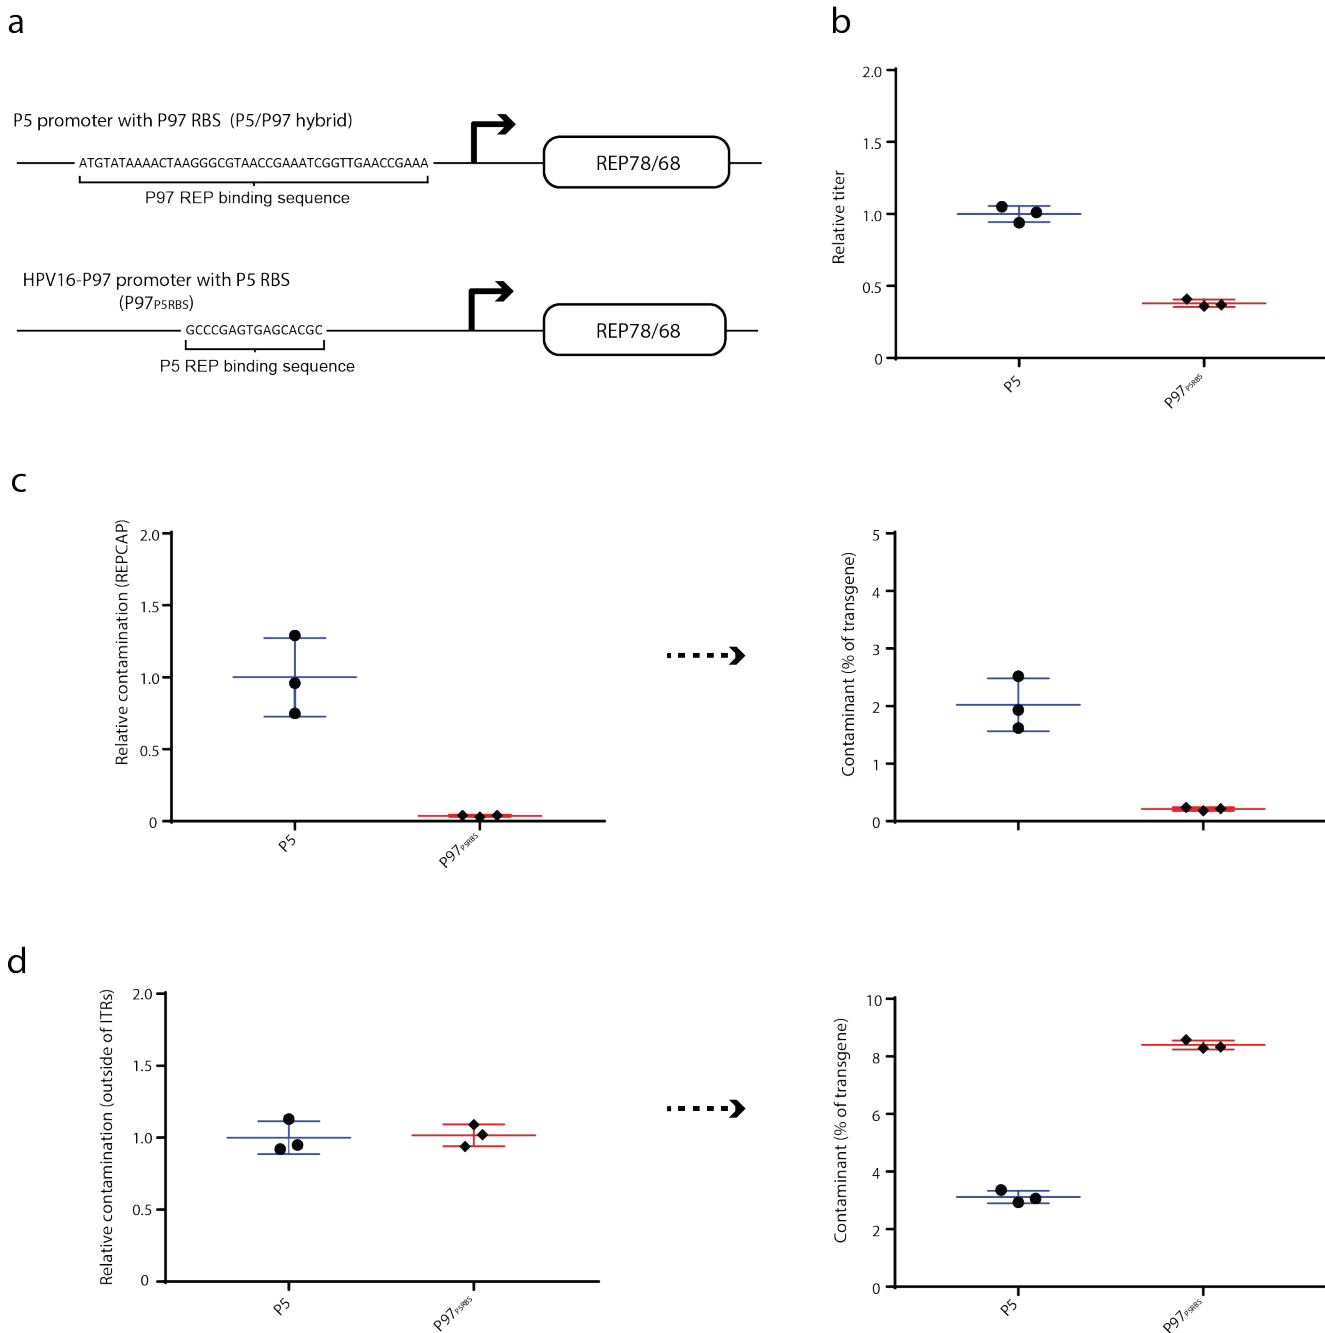 a
P5 promoter with P97 RBS (P5/P97 hybrid)
ATGTATAAAACTAAGGGCGTAACCGAAATCGGTTGAACCGAAA
REP78/68
P97 REP binding sequence
HPV16-P97 promoter with P5 RBS
(P97P5RBS)
GCCCGAGTGAGCACGC
REP78/68
P5 REP binding sequence
b
Relative titer
2.0
1.5
1.0
0.5
0
P5
P97P5RBS
c
Relative contamination (REPCAP)
2.0
1.5
1.0
0.5
0
P5
P97P5RBS
Contaminant (% of transgene)
5
4
3
2
1
0
d
Relative contamination (outside of ITRs)
2.0
1.5
1.0
0.5
0
P5
P97P5RBS
Contaminant (% of transgene)
10
8
6
4
2
0
P5
P97P5RBS